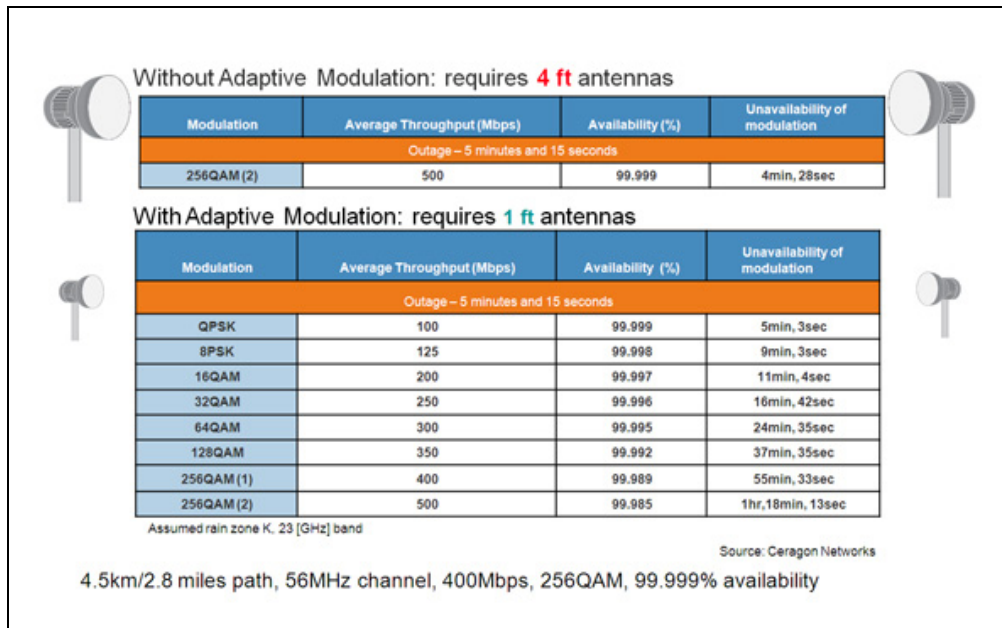 Without Adaptive Modulation: requires 4 ft antennas
Modulation Average Throughput (Mbps) Availability (%) Unavailability of modulation
Outage – 5 minutes and 15 seconds
256QAM (2) 500 99.999 4min, 28sec
With Adaptive Modulation: requires 1 ft antennas
Modulation Average Throughput (Mbps) Availability (%) Unavailability of modulation
Outage – 5 minutes and 15 seconds
QPSK 100 99.999 5min, 3sec
8PSK 125 99.998 9min, 3sec
16QAM 200 99.997 11min, 4sec
32QAM 250 99.996 16min, 42sec
64QAM 300 99.995 24min, 35sec
128QAM 350 99.992 37min, 35sec
256QAM (1) 400 99.989 55min, 33sec
256QAM (2) 500 99.985 1hr,18min, 13sec
Assumed rain zone K, 23 [GHz] band
Source: Ceragon Networks
4.5km/2.8 miles path, 56MHz channel, 400Mbps, 256QAM, 99.999% availability